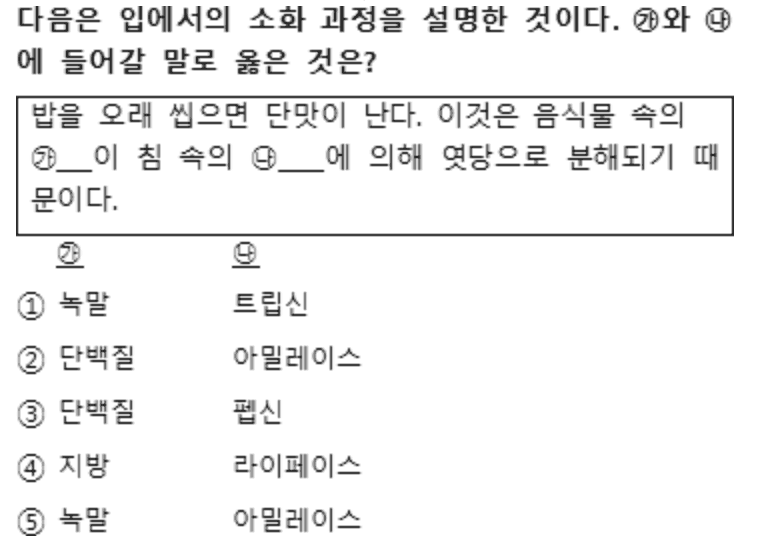 다음은 입에서의 소화 과정을 설명한 것이다. ㉮와 ㉯
에 들어갈 말로 옳은 것은?
밥을 오래 씹으면 단맛이 난다. 이것은 음식물 속의
㉮__이 침 속의 ㉯___에 의해 엿당으로 분해되기 때
문이다.
㉮ ㉯
① 녹말 트립신
② 단백질 아밀레이스
③ 단백질 펩신
④ 지방 라이페이스
⑤ 녹말 아밀레이스